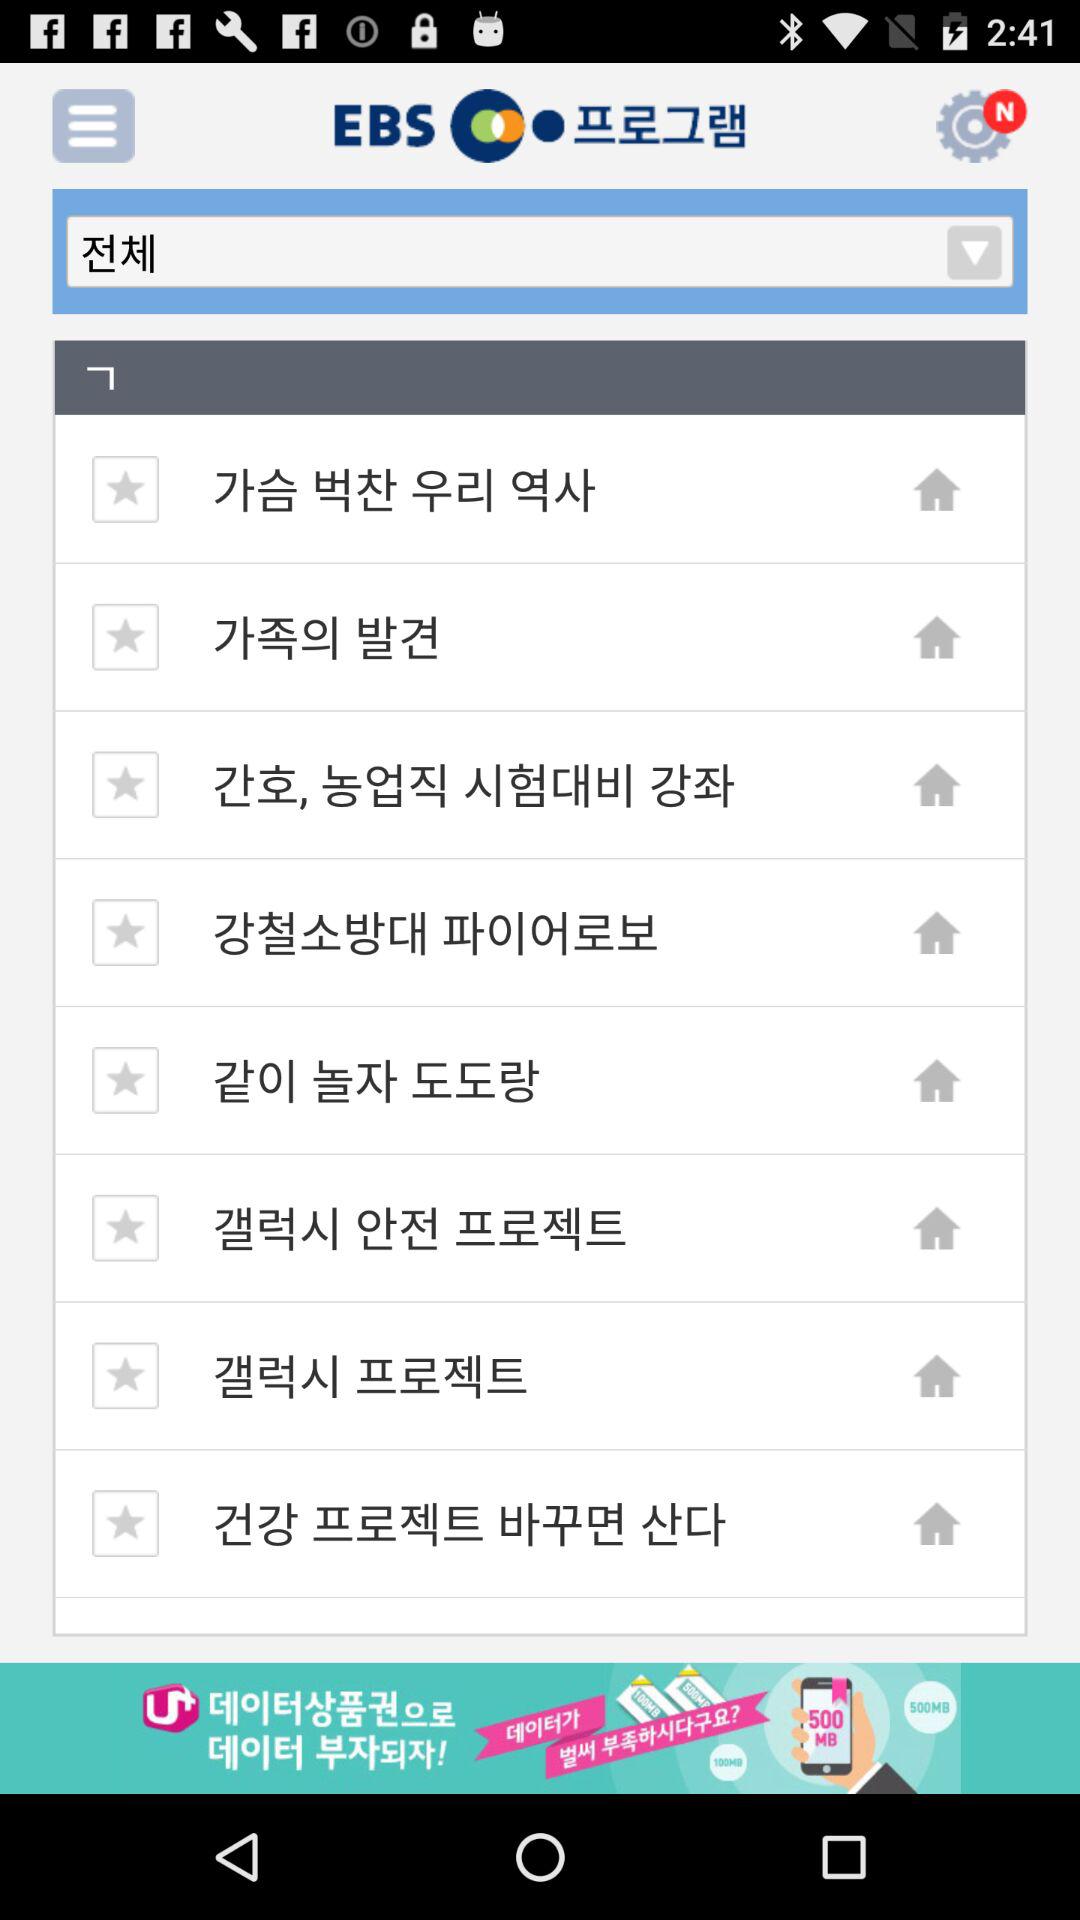 2:41
EBS 프로그램
N
전체
ㄱ
가슴 벅찬 우리 역사
가족의 발견
간호, 농업직 시험대비 강좌
강철소방대 파이어로보
같이 놀자 도도랑
갤럭시 안전 프로젝트
갤럭시 프로젝트
건강 프로젝트 바꾸면 산다
U+ 데이터상품권으로
데이터 부자되자!
데이터가
벌써 부족하시다구요?
100MB
500MB
100MB
500
MB
500MB